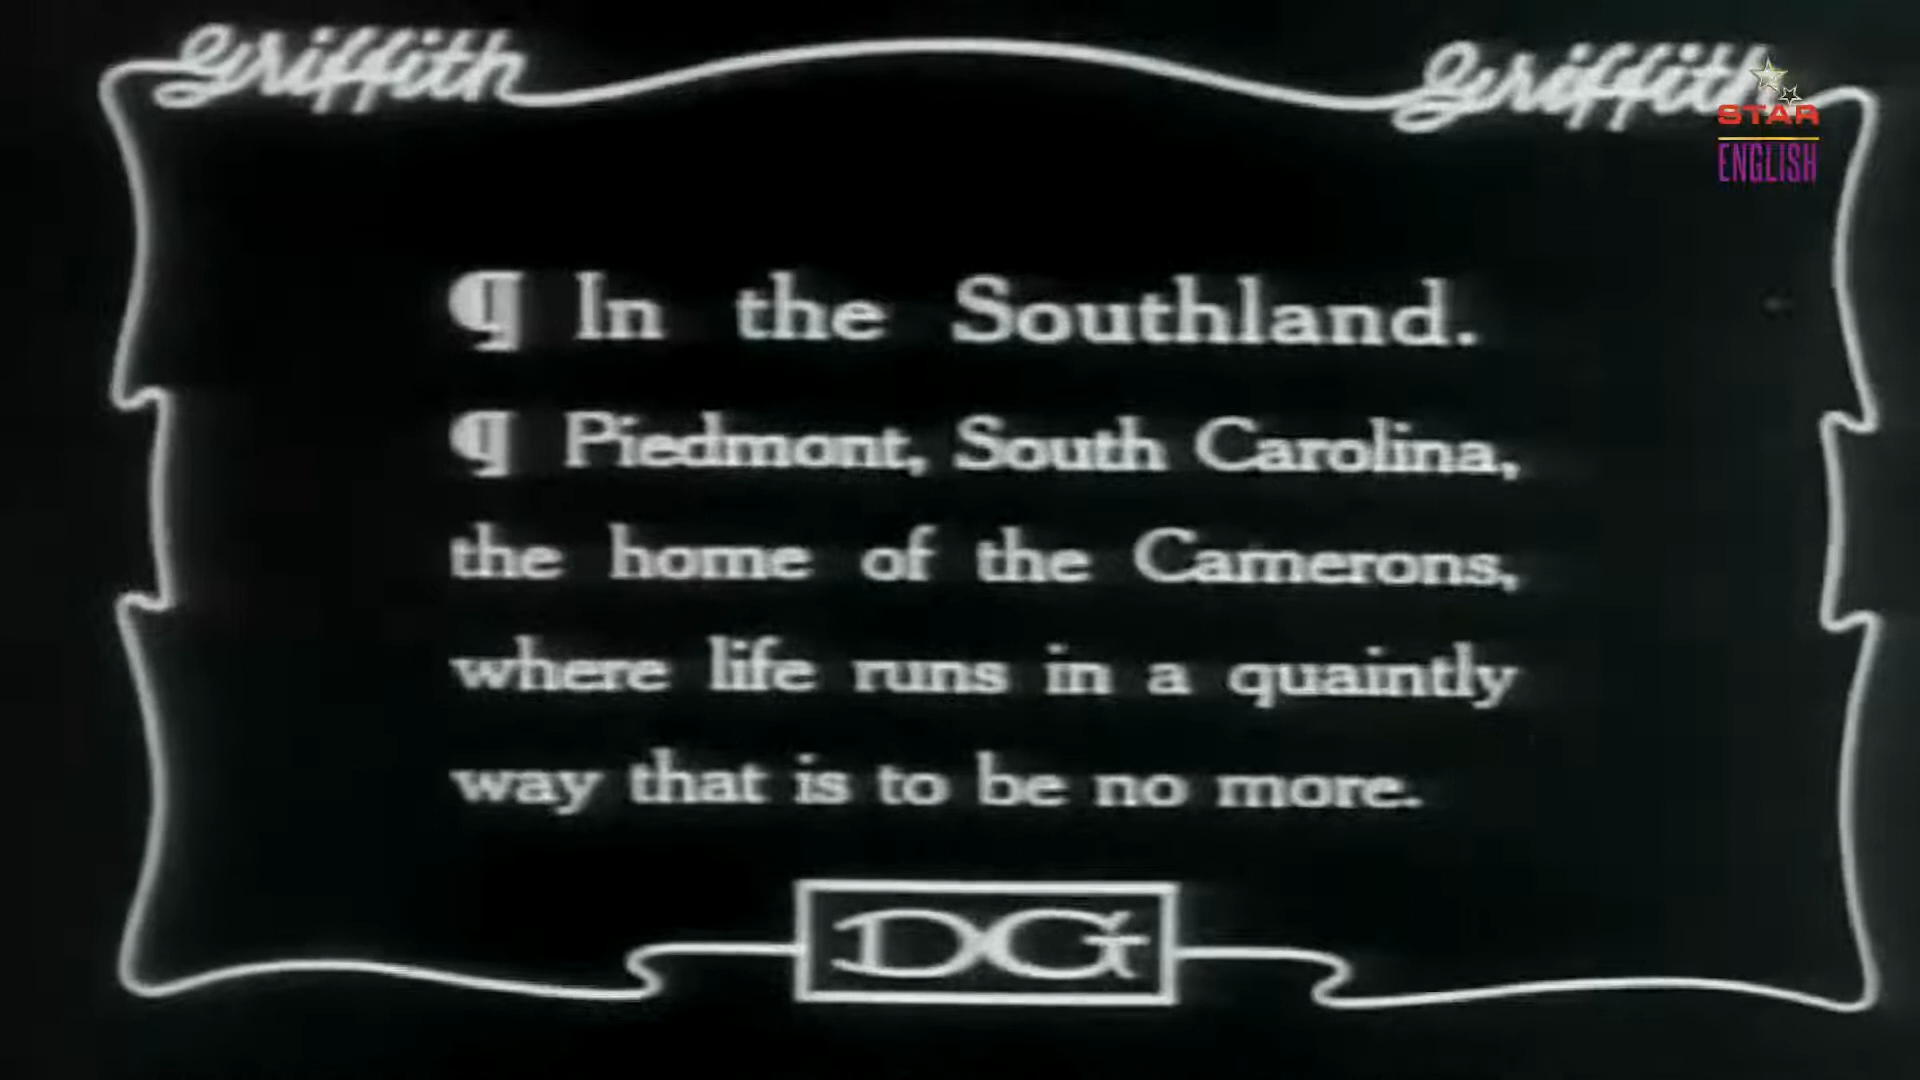 Griffith Griffith
STAR
ENGLISH
¶ In the Southland.
¶ Piedmont, South Carolina,
the home of the Camerons,
where life runs in a quaintly
way that is to be no more.
DG